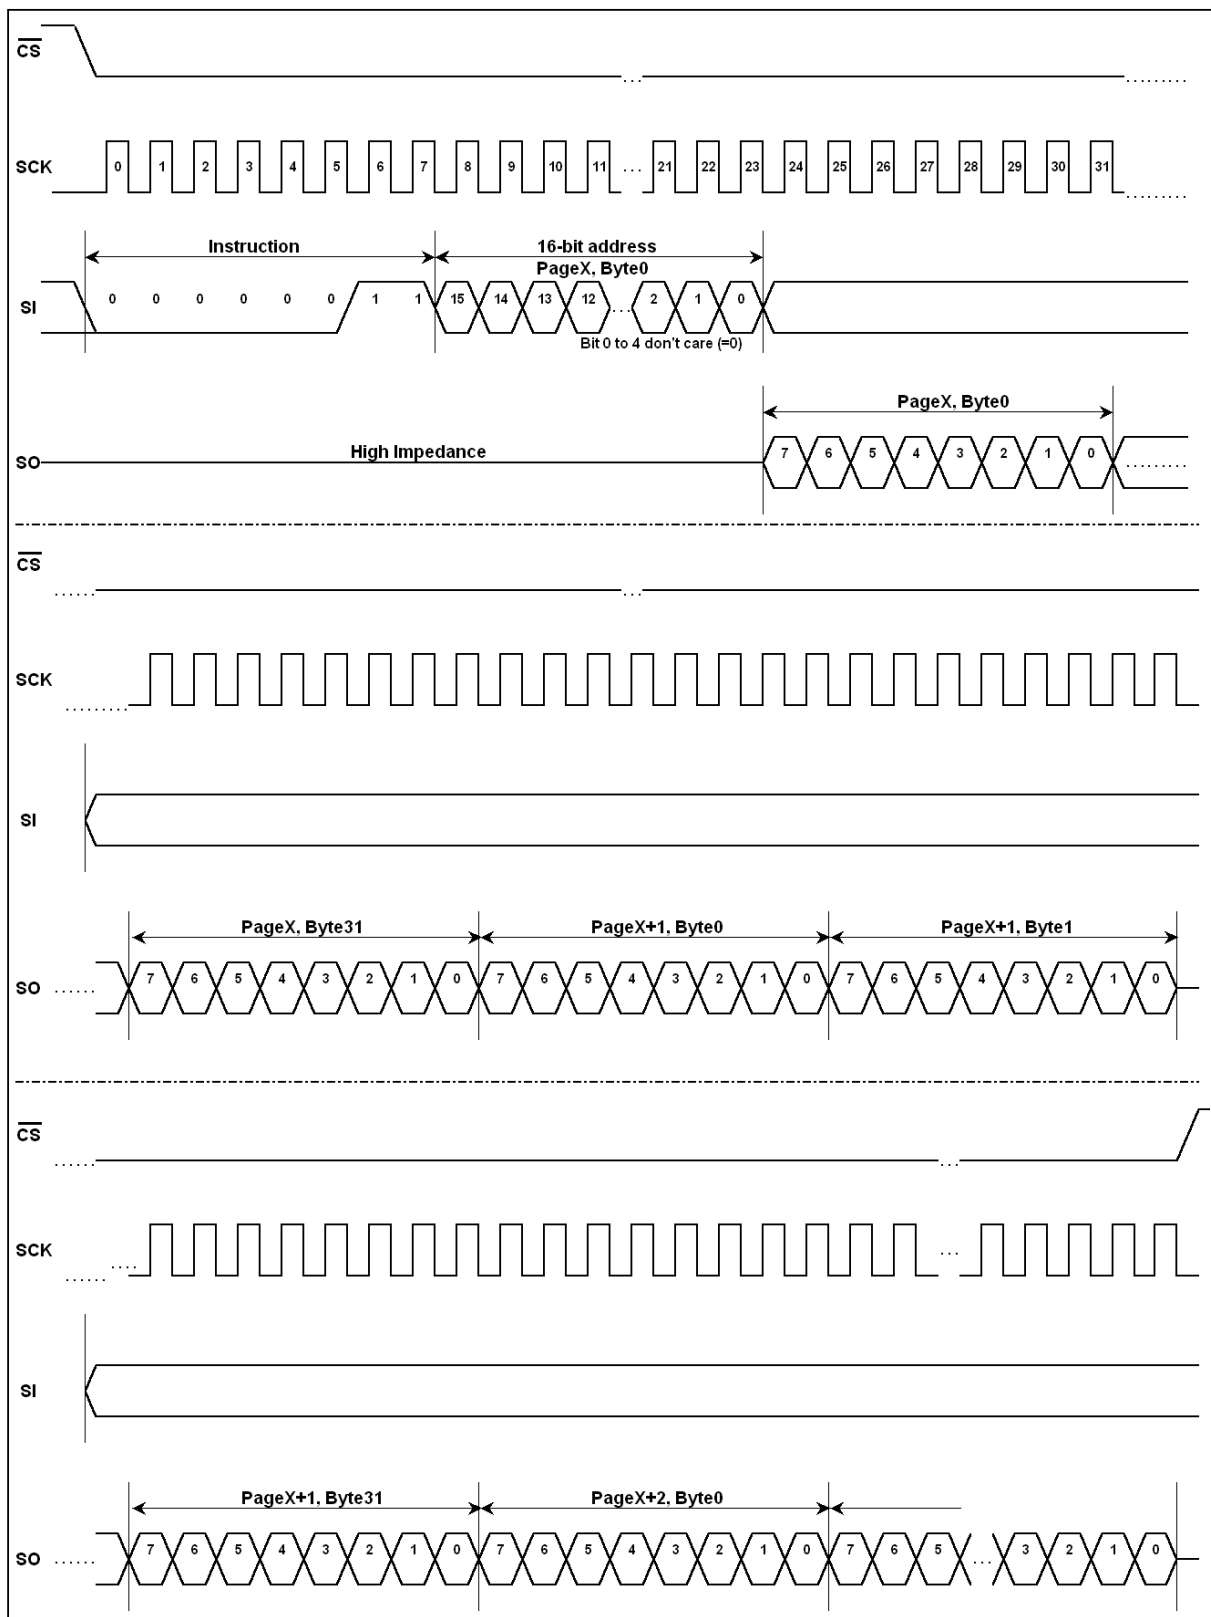 CS
...
.........
SCK
0 1 2 3 4 5 6 7 8 9 10 11 ... 21 22 23 24 25 26 27 28 29 30 31
.........
Instruction
16-bit address
PageX, Byte0
SI
0 0 0 0 0 0 1 1 15 14 13 12 ... 2 1 0
Bit 0 to 4 don't care (=0)
PageX, Byte0
High Impedance
SO
7 6 5 4 3 2 1 0 .........
CS
...... ...
SCK
.........
SI
PageX, Byte31 PageX+1, Byte0 PageX+1, Byte1
SO ...... 7 6 5 4 3 2 1 0 7 6 5 4 3 2 1 0 7 6 5 4 3 2 1 0
CS
...... ...
SCK
...
SI
PageX+1, Byte31 PageX+2, Byte0
SO ...... 7 6 5 4 3 2 1 0 7 6 5 4 3 2 1 0 7 6 5 ... 3 2 1 0